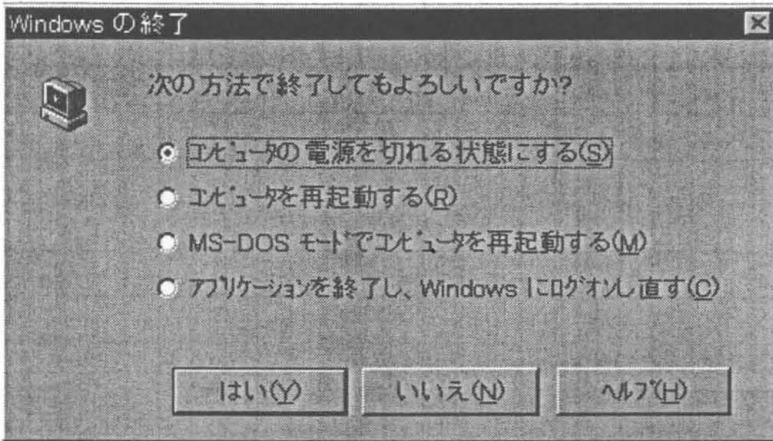 Windows の終了
次の方法で終了してもよろしいですか?
コンピュータの電源を切れる状態にする(S)
コンピュータを再起動する(R)
MS-DOS モードでコンピュータを再起動する(M)
アプリケーションを終了し、Windows にログオンし直す(C)
はい(Y) いいえ(N) ヘルプ(H)